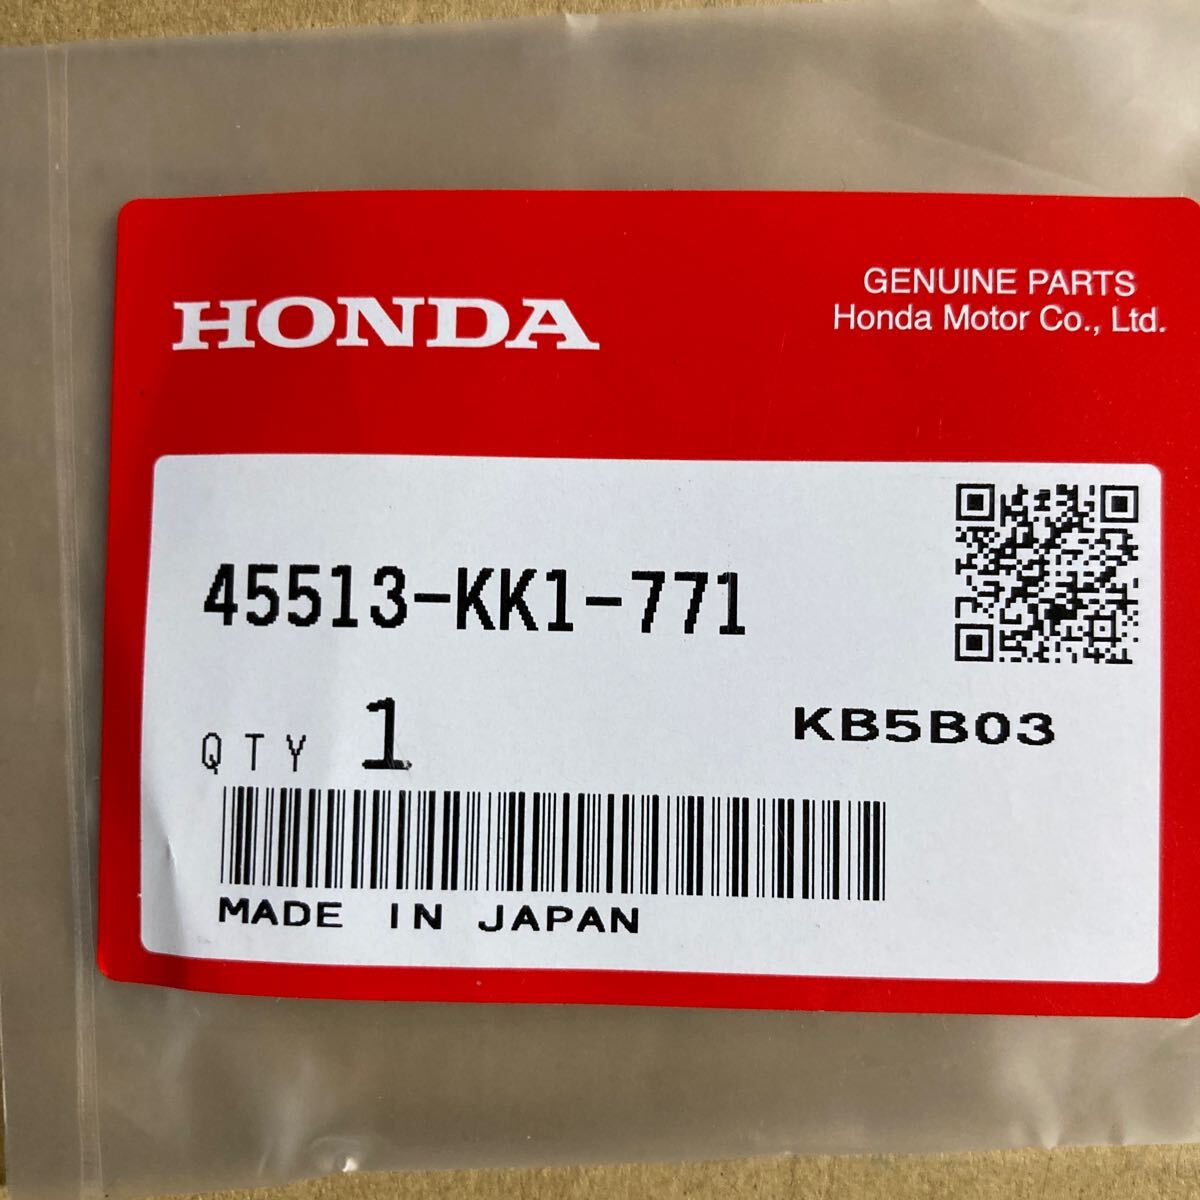 HONDA
GENUINE PARTS
Honda Motor Co., Ltd.
45513-KK1-771
QTY 1
KB5B03
MADE IN JAPAN